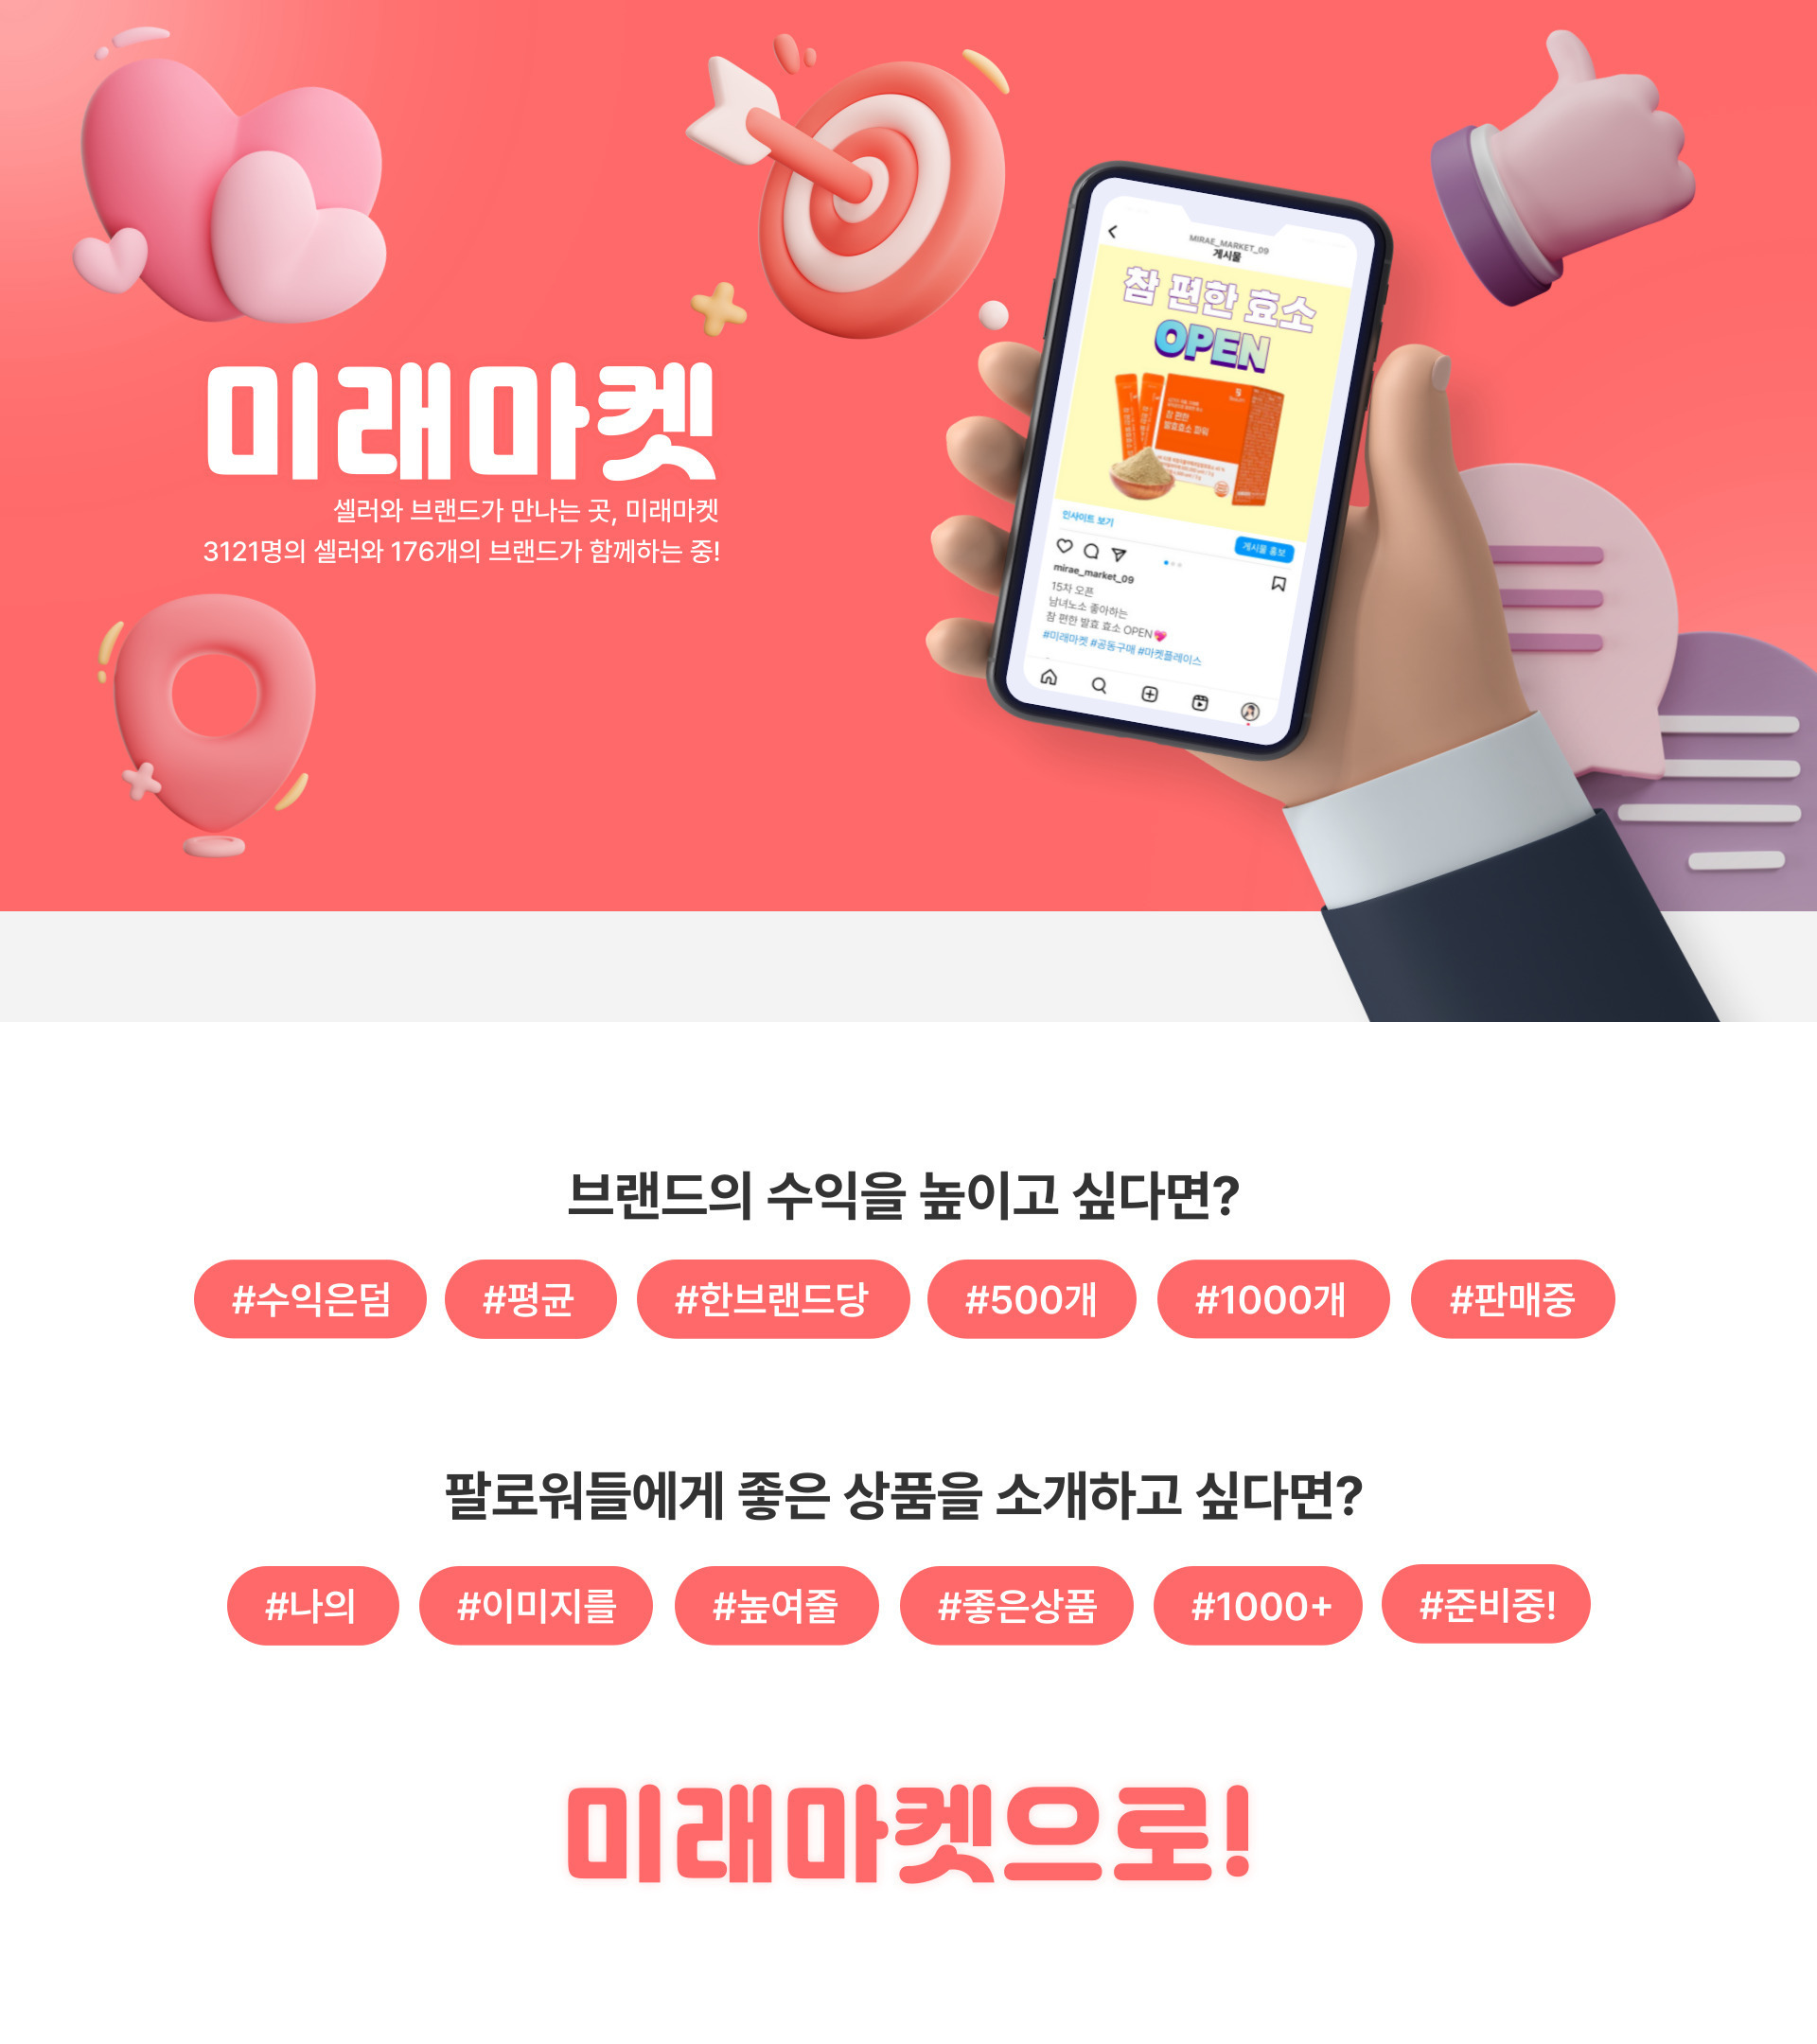 미래마켓
셀러와 브랜드가 만나는 곳, 미래마켓
3121명의 셀러와 176개의 브랜드가 함께하는 중!
MIRAE_MARKET_09
게시물
참 편한 효소
OPEN
참 편한
발효효소 파워
인사이트 보기
게시물 홍보
mirae_market_09
15차 오픈
남녀노소 좋아하는
참 편한 발효 효소 OPEN💖
#미래마켓 #공동구매 #마켓플레이스
브랜드의 수익을 높이고 싶다면?
#수익은덤 #평균 #한브랜드당 #500개 #1000개 #판매중
팔로워들에게 좋은 상품을 소개하고 싶다면?
#나의 #이미지를 #높여줄 #좋은상품 #1000+ #준비중!
미래마켓으로!